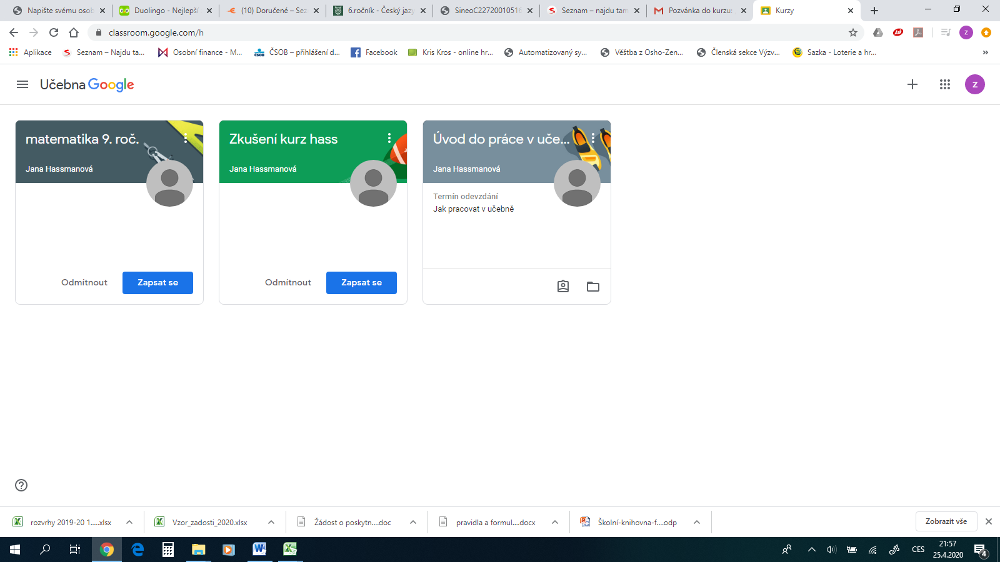 Napište svému osob
Duolingo - Nejlepší
(10) Doručené – Sez
6.ročník - Český jazy
SineoC22720010516
Seznam – najdu tam
Pozvánka do kurzu:
Kurzy
classroom.google.com/h
Ask
z
Aplikace
Seznam – Najdu ta...
Osobní finance - M...
ČSOB
ČSOB – přihlášení d...
Facebook
Kris Kros - online hr...
Automatizovaný sy...
Věštba z Osho-Zen...
Členská sekce Výzv...
Sazka - Loterie a hr...
Učebna Google
z
matematika 9. roč.
Jana Hassmanová
Odmítnout
Zapsat se
Zkušení kurz hass
Jana Hassmanová
Odmítnout
Zapsat se
Úvod do práce v uče...
Jana Hassmanová
Termín odevzdání
Jak pracovat v učebně
rozvrhy 2019-20 1.....xlsx
Vzor_zadosti_2020.xlsx
Žádost o poskytn....doc
pravidla a formul....docx
Školní-knihovna-f....odp
Zobrazit vše
CES
21:57
25.4.2020
4